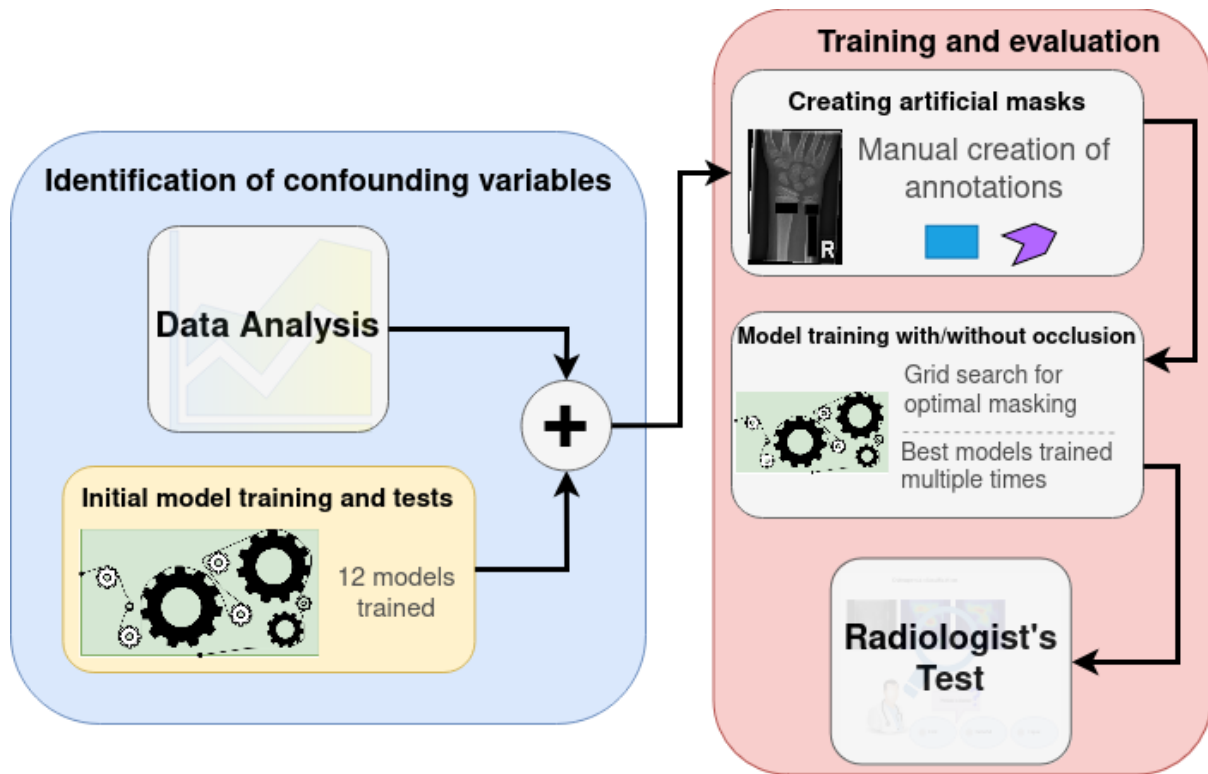 Identification of confounding variables
Data Analysis
Initial model training and tests
12 models
trained
Training and evaluation
Creating artificial masks
Manual creation of
annotations
R
Model training with/without occlusion
Grid search for
optimal masking
Best models trained
multiple times
Radiologist's
Test